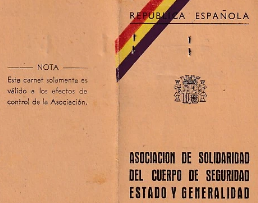 NOTA
Este carnet solamente es
válido a los efectos de
control de la Asociación.
REPÚBLICA ESPAÑOLA
ASOCIACION DE SOLIDARIDAD
DEL CUERPO DE SEGURIDAD
ESTADO Y GENERALIDAD